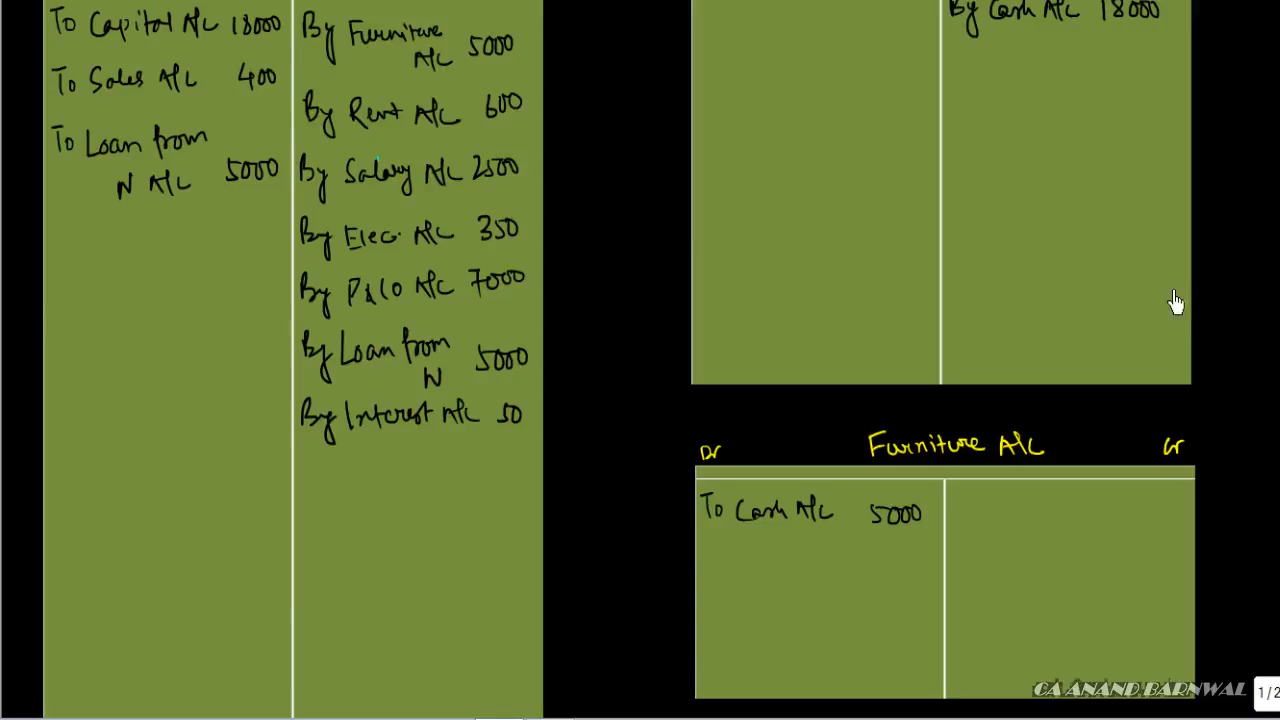 To Capital A/c 18000
To Sales A/c 400
To Loan from
N A/c 5000
By Furniture
A/c 5000
By Rent A/c 600
By Salary A/c 2500
By Elec. A/c 350
By P&CO A/c 7000
By Loan from
N 5000
By Interest A/c 50
By Cash A/c 18000
Dr Furniture A/c Cr
To Cash A/c 5000
CA ANAND BARNWAL
1/2